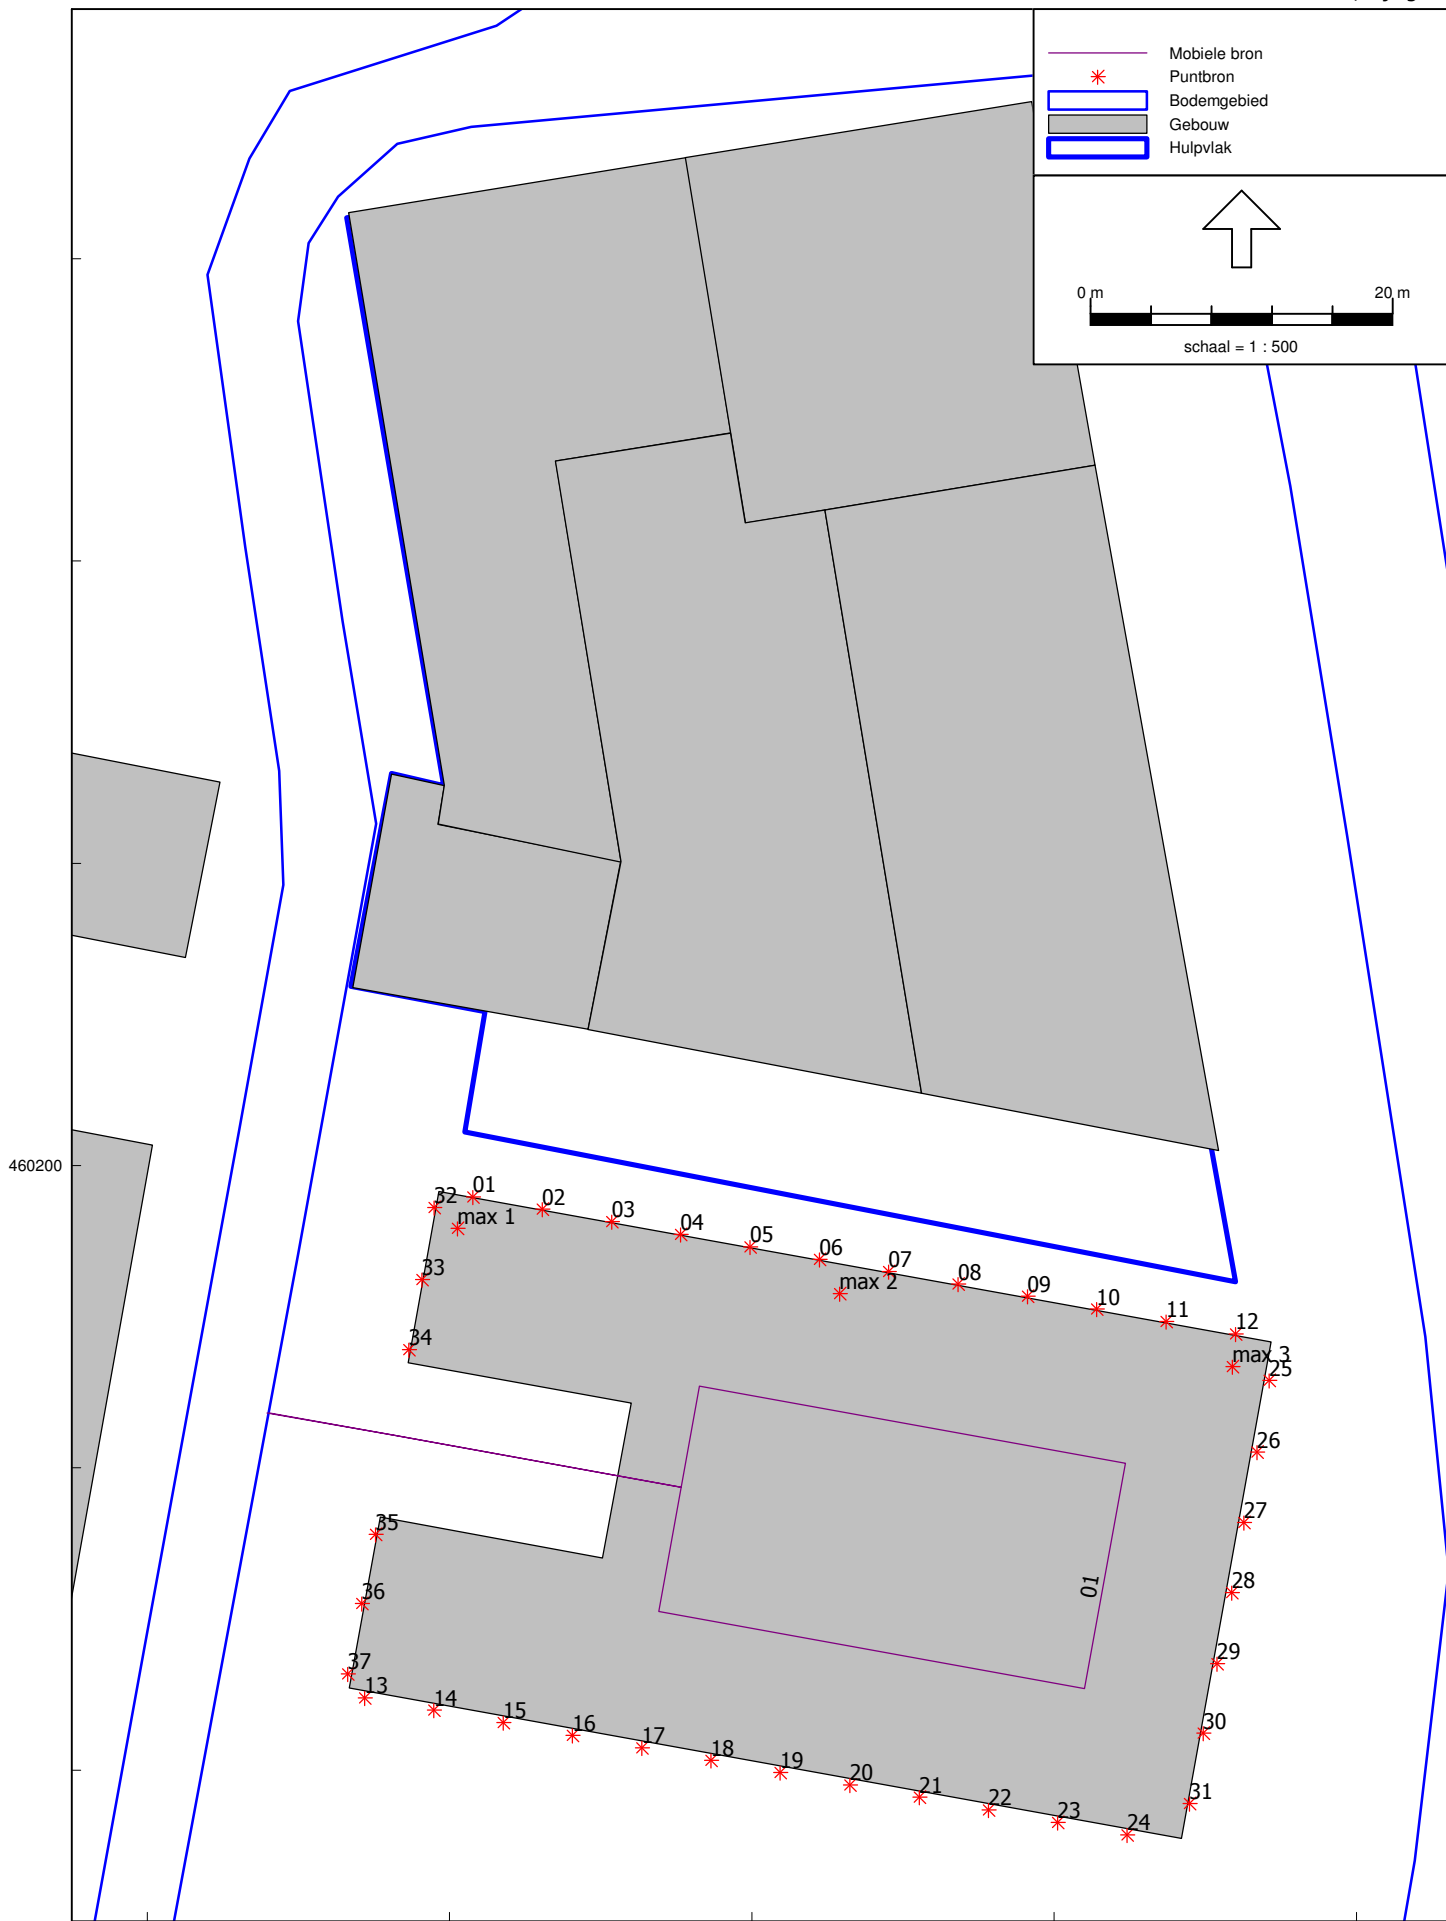 Mobiele bron
Puntbron
Bodemgebied
Gebouw
Hulpvlak
0 m 20 m
schaal = 1 : 500
460200
32 01 02 03 04 05 06 07 08 09 10 11 12
max 1
max 2
max 3
33
34
25
26
27
28
29
30
31
35
36
37
01
13 14 15 16 17 18 19 20 21 22 23 24